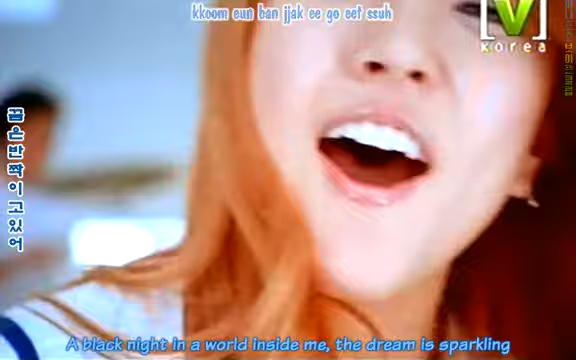 kkoom eun ban jjak ee go eet ssuh
V
korea
꿈은반짝이고있어
A black night in a world inside me, the dream is sparkling